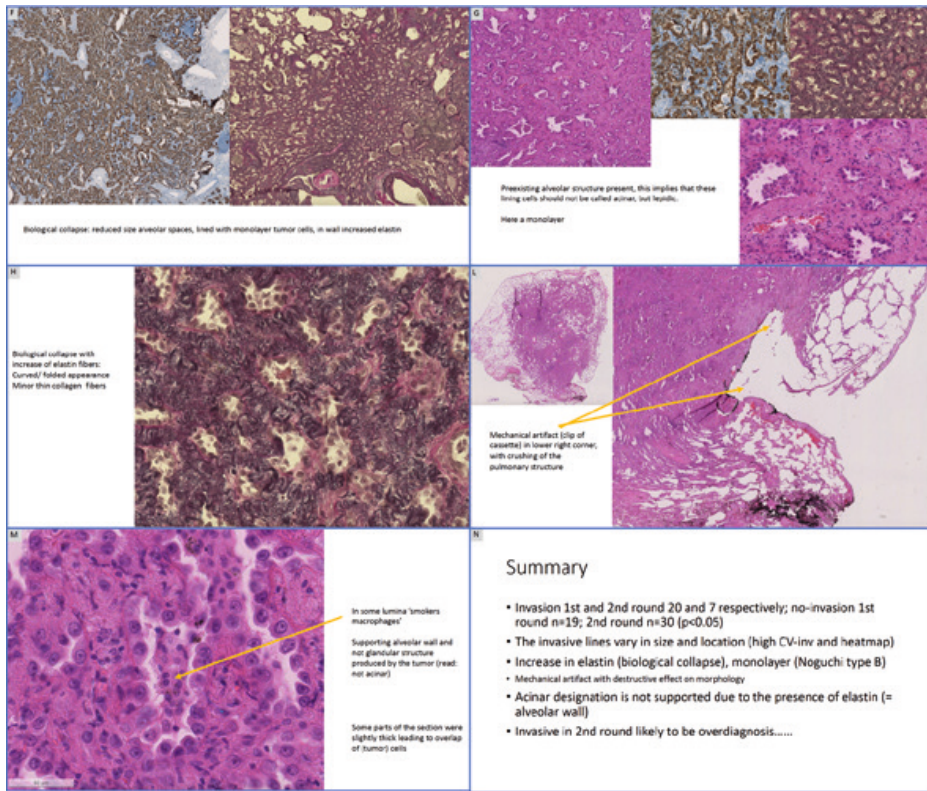 F
Biological collapse: reduced size alveolar spaces, lined with monolayer tumor cells, in wall increased elastin
G
Preexisting alveolar structure present, this implies that these
lining cells should not be called acinar, but lepidic.
Here a monolayer
H
Biological collapse with
increase of elastin fibers:
Curved/ folded appearance
Minor thin collagen fibers
L
Mechanical artifact (clip of
cassette) in lower right corner,
with crushing of the
pulmonary structure
M
In some lumina 'smokers
macrophages'
Supporting alveolar wall and
not glandular structure
produced by the tumor (read:
not acinar)
Some parts of the section were
slightly thick leading to overlap
of (tumor) cells
N
Summary
• Invasion 1st and 2nd round 20 and 7 respectively; no-invasion 1st
round n=19; 2nd round n=30 (p<0.05)
• The invasive lines vary in size and location (high CV-inv and heatmap)
• Increase in elastin (biological collapse), monolayer (Noguchi type B)
• Mechanical artifact with destructive effect on morphology
• Acinar designation is not supported due to the presence of elastin (=
alveolar wall)
• Invasive in 2nd round likely to be overdiagnosis......